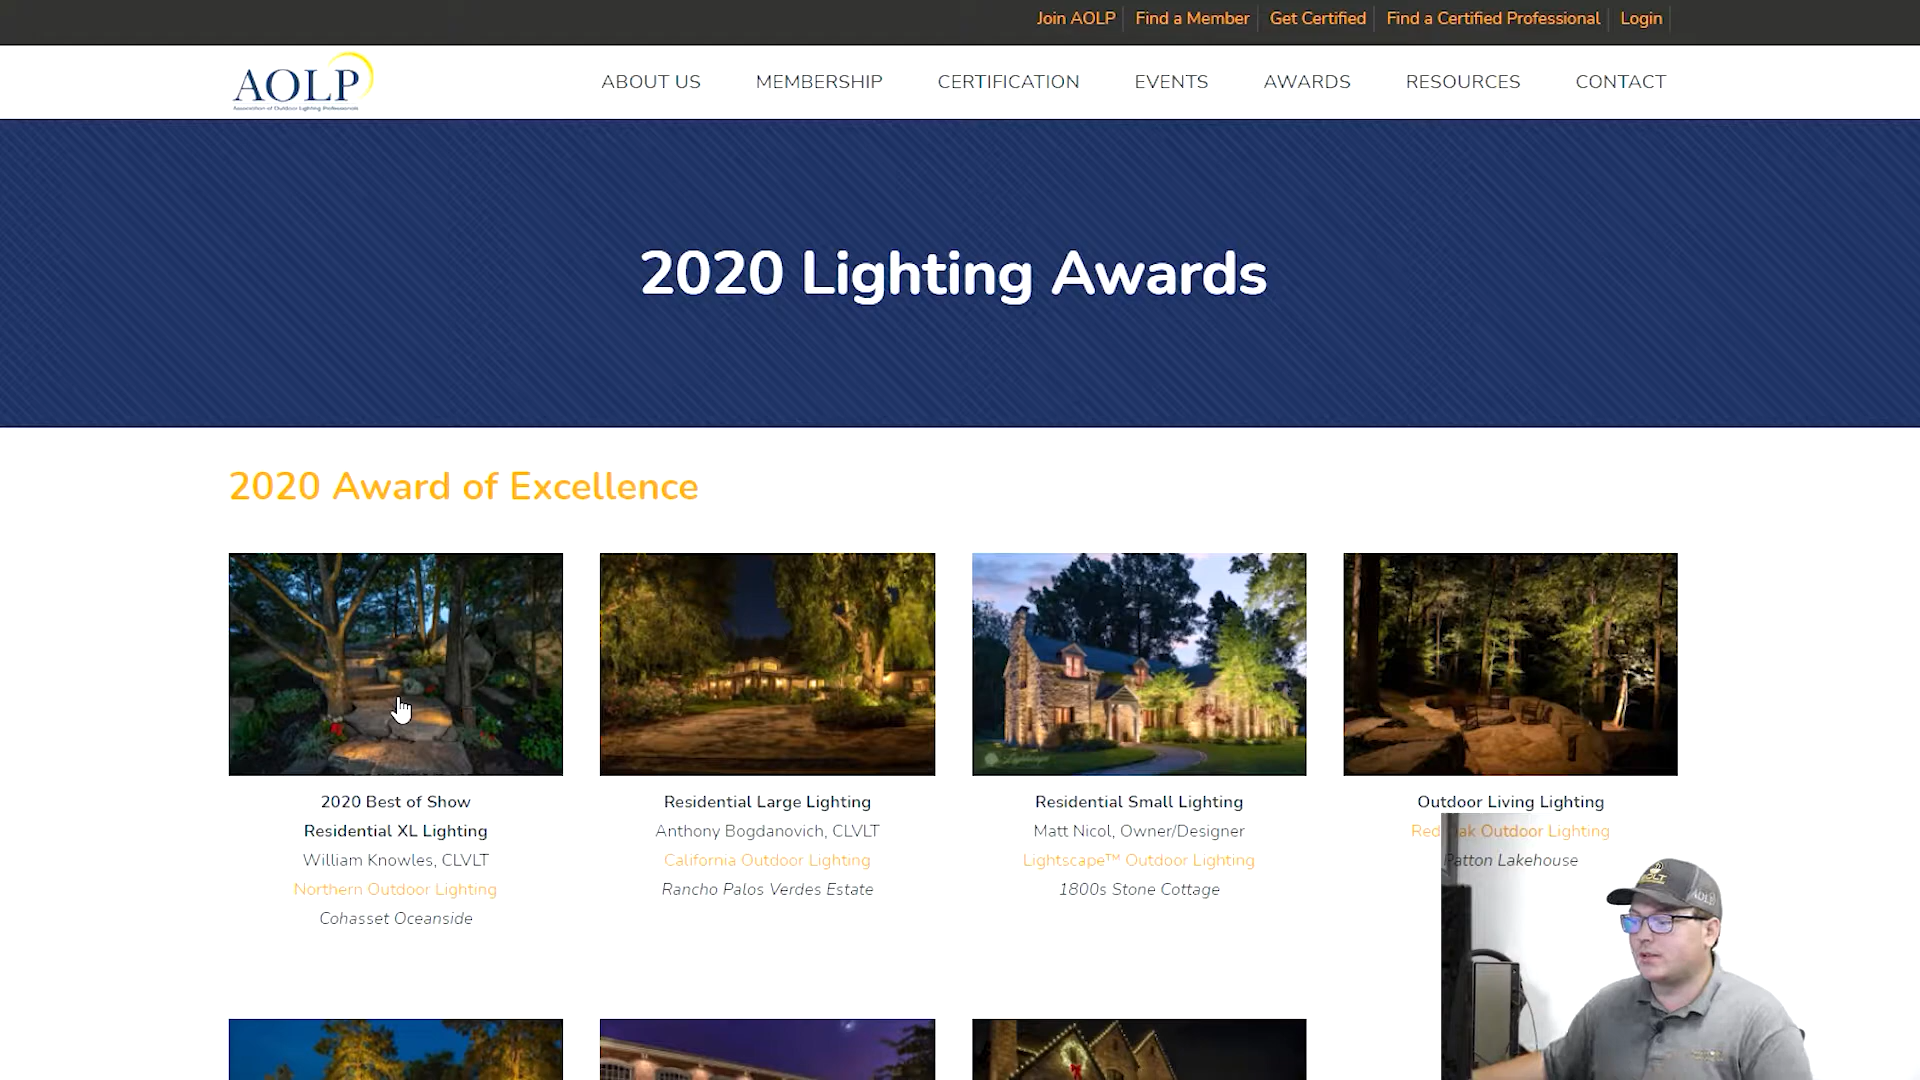 Join AOLP
Find a Member
Get Certified
Find a Certified Professional
Login
AOLP
Association of Outdoor Lighting Professionals
ABOUT US
MEMBERSHIP
CERTIFICATION
EVENTS
AWARDS
RESOURCES
CONTACT
2020 Lighting Awards
2020 Award of Excellence
Lightscape
2020 Best of Show
Residential XL Lighting
William Knowles, CLVLT
Northern Outdoor Lighting
Cohasset Oceanside
Residential Large Lighting
Anthony Bogdanovich, CLVLT
California Outdoor Lighting
Rancho Palos Verdes Estate
Residential Small Lighting
Matt Nicol, Owner/Designer
Lightscape™ Outdoor Lighting
1800s Stone Cottage
Outdoor Living Lighting
Red Oak Outdoor Lighting
Patton Lakehouse
VOLT
AOLP